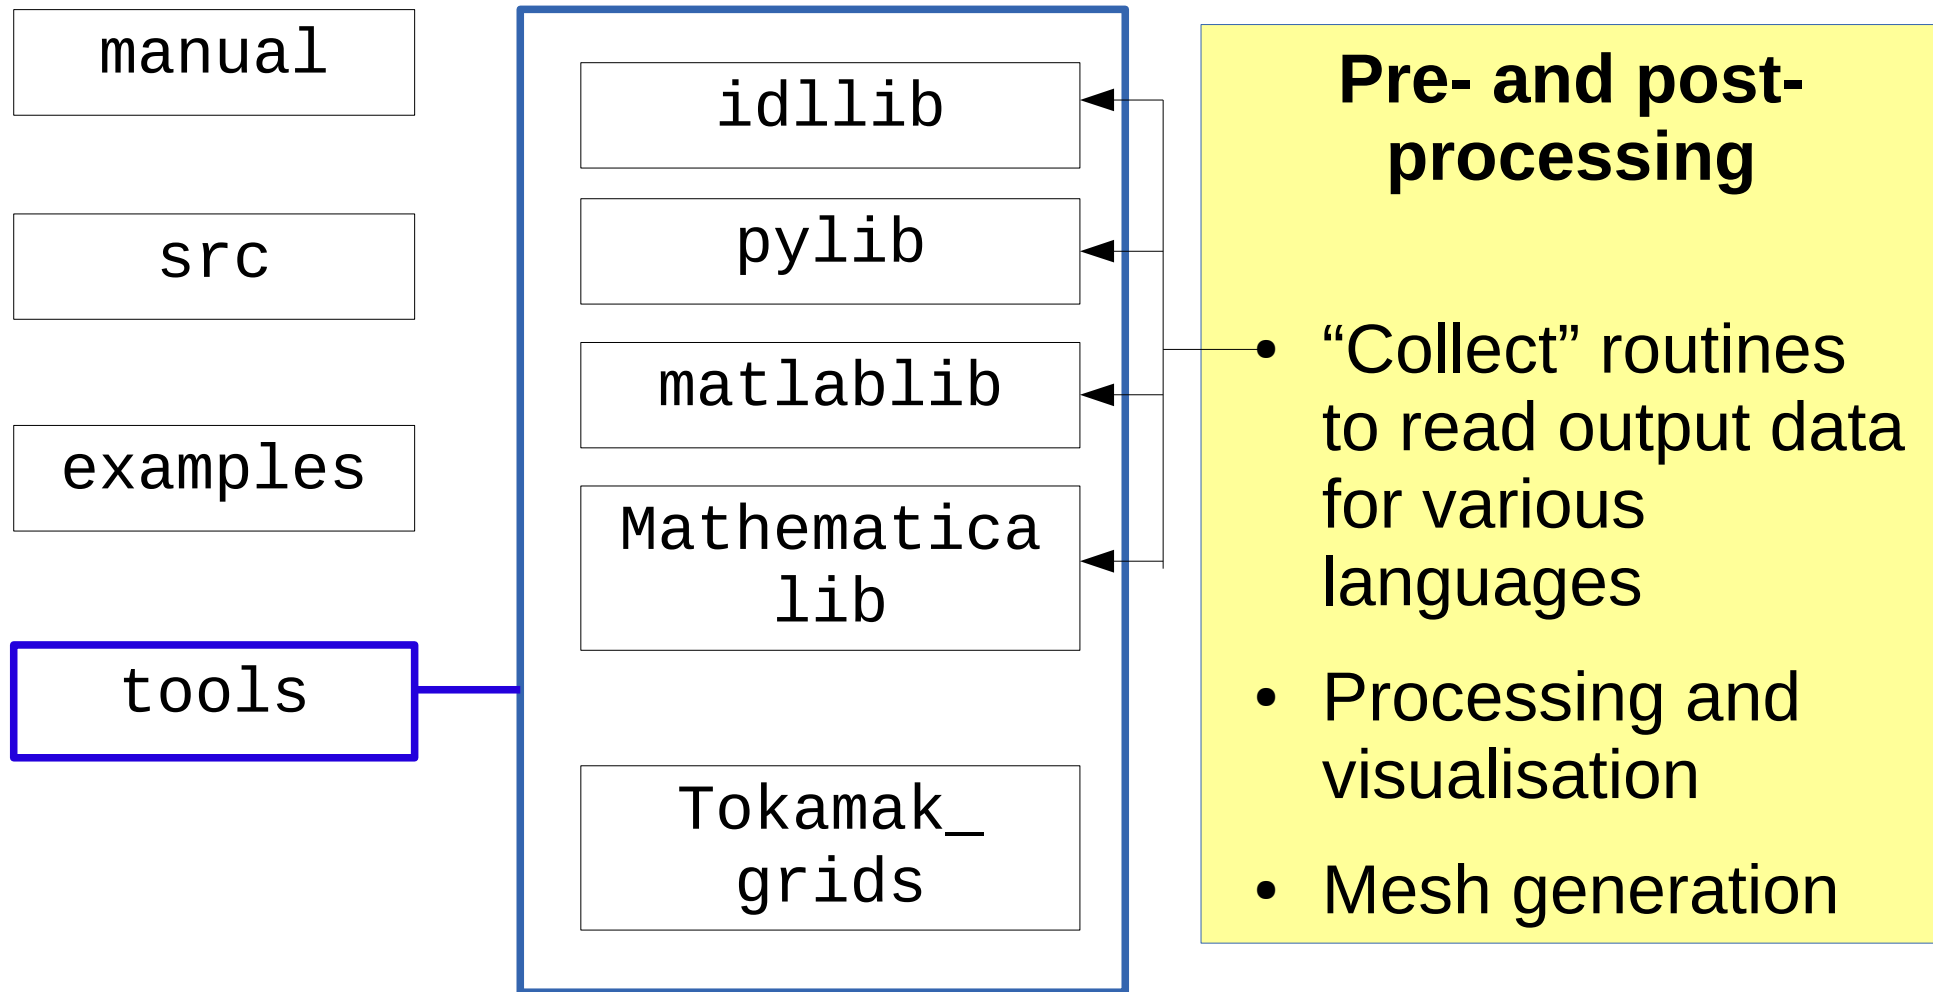 manual
src
examples
tools
idllib
pylib
matlablib
Mathematica
lib
Tokamak_
grids
Pre- and post-
processing
• “Collect” routines
to read output data
for various
languages
• Processing and
visualisation
• Mesh generation